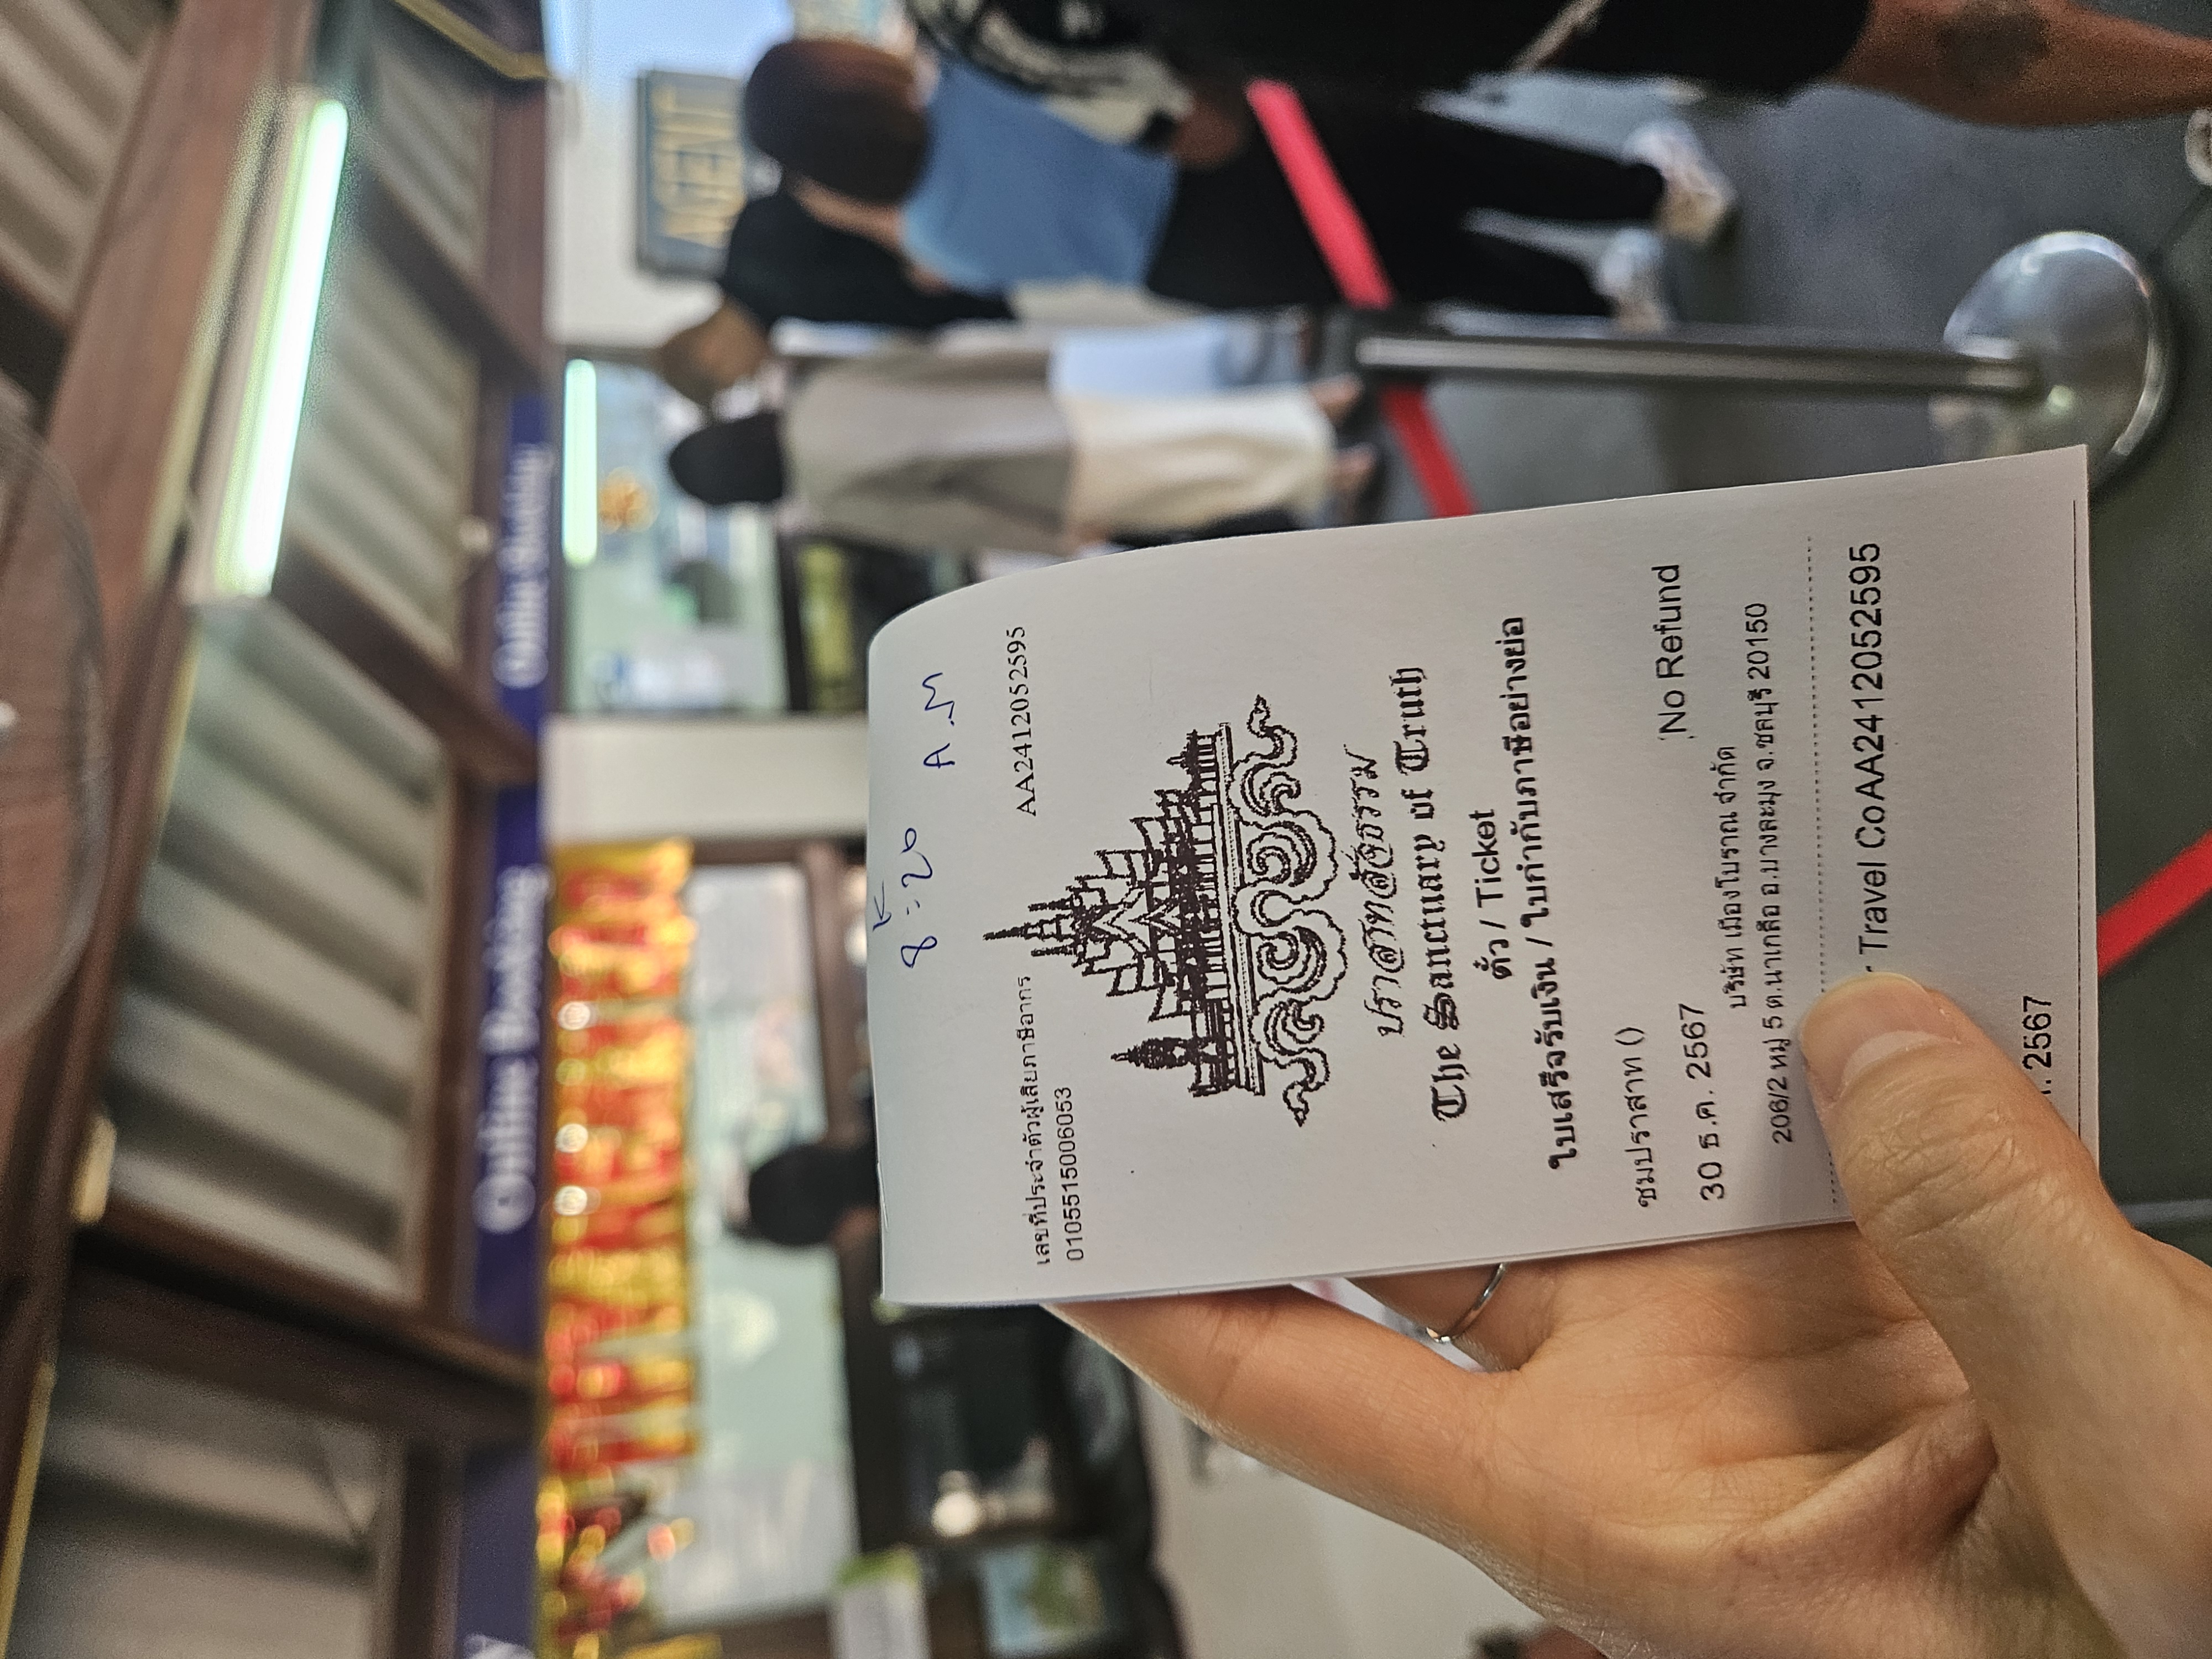 AGENT
Online Booking
Online Booking
8:20 A.M
เลขที่ประจำตัวผู้เสียภาษีอากร AA2412052595
0105515006053
ปราสาทสัจธรรม
The Sanctuary of Truth
ตั๋ว / Ticket
ใบเสร็จรับเงิน / ใบกำกับภาษีอย่างย่อ
ชมปราสาท () 'No Refund
30 ธ.ค. 2567
บริษัท เมืองโบราณ จำกัด
206/2 หมู่ 5 ต.นาเกลือ อ.บางละมุง จ.ชลบุรี 20150
Travel CoAA2412052595
2567